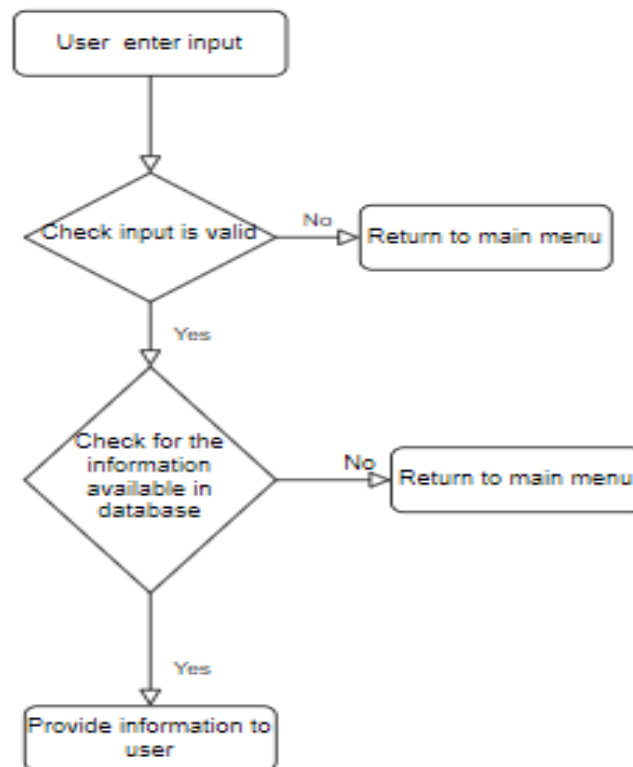 User enter input
Check input is valid
No
Return to main menu
Yes
Check for the
information
available in
database
No
Return to main menu
Yes
Provide information to
user